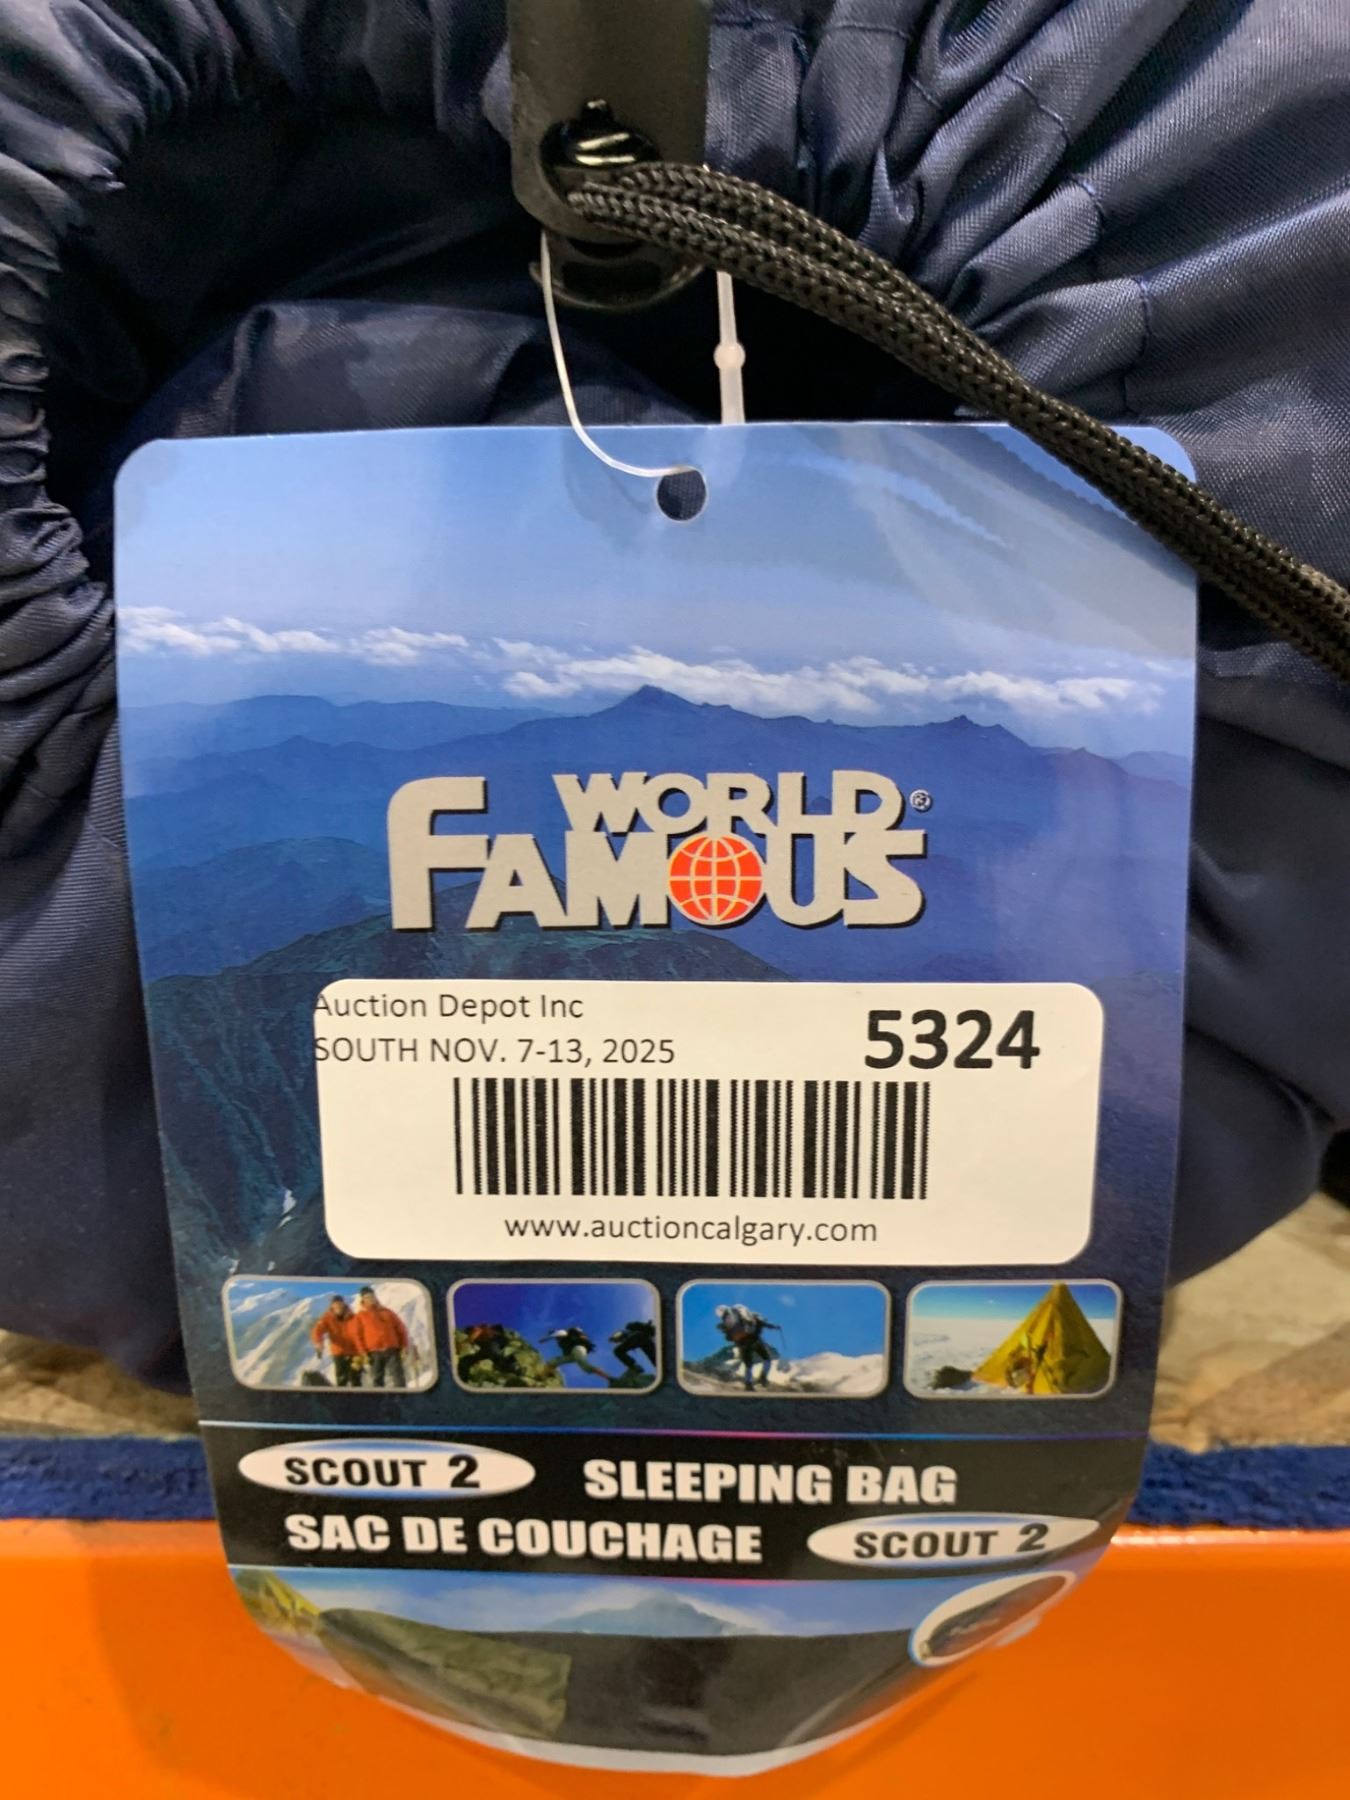 WORLD
FAMOUS®
Auction Depot Inc
SOUTH NOV. 7-13, 2025
5324
www.auctioncalgary.com
SCOUT 2 SLEEPING BAG
SAC DE COUCHAGE SCOUT 2